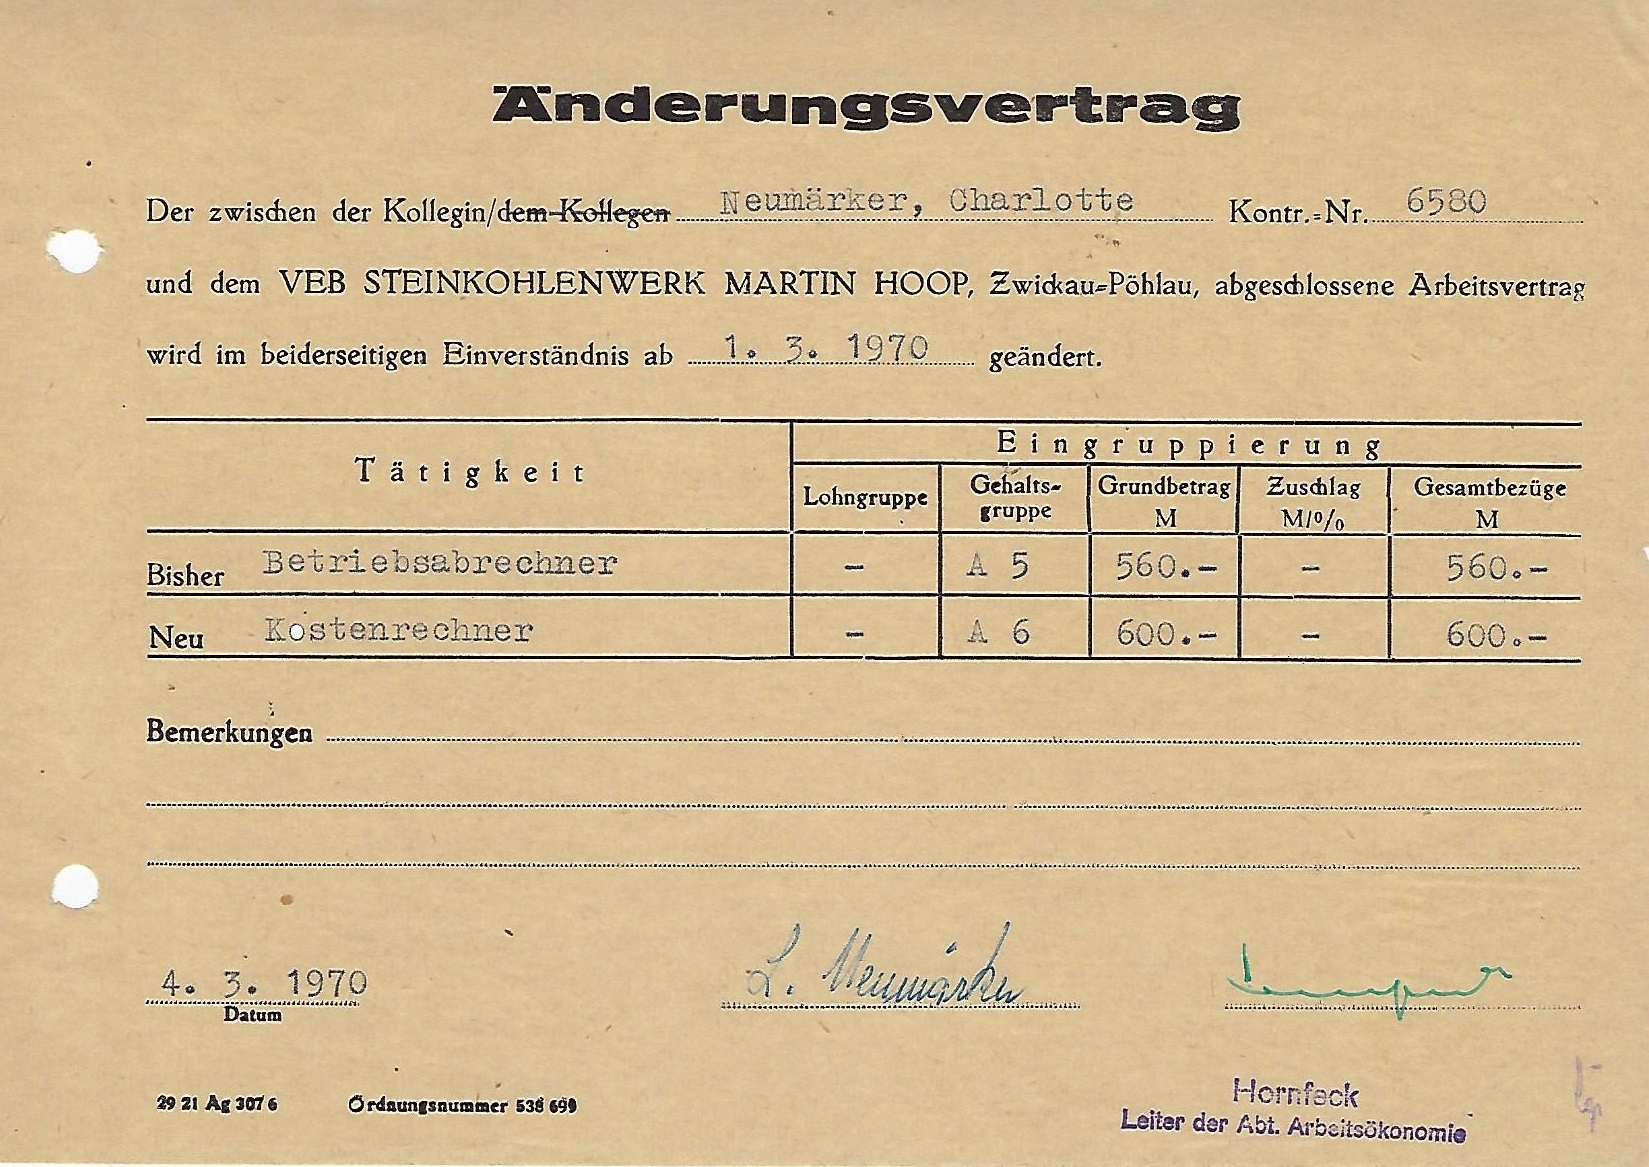 Änderungsvertrag
Der zwischen der Kollegin/dem Kollegen Neumärker, Charlotte Kontr.-Nr. 6580
und dem VEB STEINKOHLENWERK MARTIN HOOP, Zwickau-Pöhlau, abgeschlossene Arbeitsvertrag
wird im beiderseitigen Einverständnis ab 1. 3. 1970 geändert.
Tätigkeit
Eingruppierung
Lohngruppe Gehalts-gruppe Grundbetrag M Zuschlag M/% Gesamtbezüge M
Bisher Betriebsabrechner – A 5 560.- – 560.-
Neu Kostenrechner – A 6 600.- – 600.-
Bemerkungen
4. 3. 1970 Neumärker
Datum
29 21 Ag 307 6 Ordnungsnummer 538 699
Hornfeck
Leiter der Abt. Arbeitsökonomie